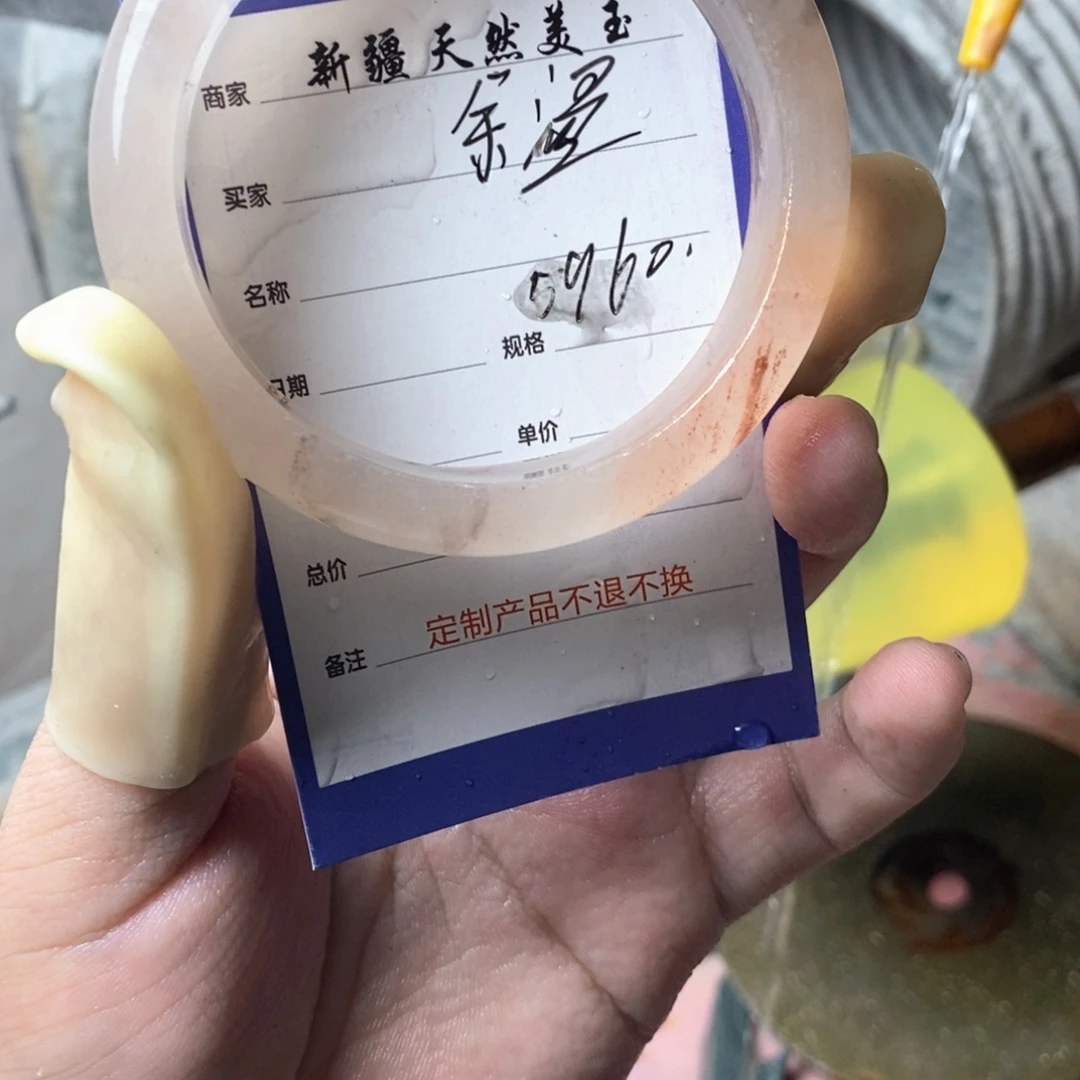 商家 新疆天然美玉
买家 余漫
名称
5960.
规格
日期
单价
总价
备注 定制产品不退不换